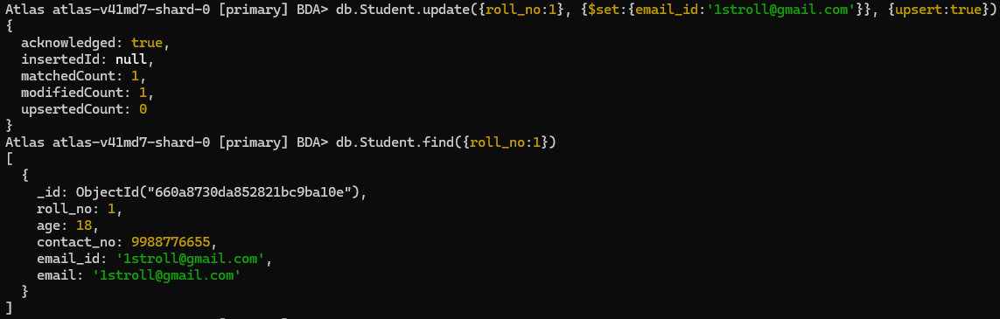 Atlas atlas-v41md7-shard-0 [primary] BDA> db.Student.update({roll_no:1}, {$set:{email_id:'1stroll@gmail.com'}}, {upsert:true})
{
  acknowledged: true,
  insertedId: null,
  matchedCount: 1,
  modifiedCount: 1,
  upsertedCount: 0
}
Atlas atlas-v41md7-shard-0 [primary] BDA> db.Student.find({roll_no:1})
[
  {
    _id: ObjectId("660a8730da852821bc9ba10e"),
    roll_no: 1,
    age: 18,
    contact_no: 9988776655,
    email_id: '1stroll@gmail.com',
    email: '1stroll@gmail.com'
  }
]